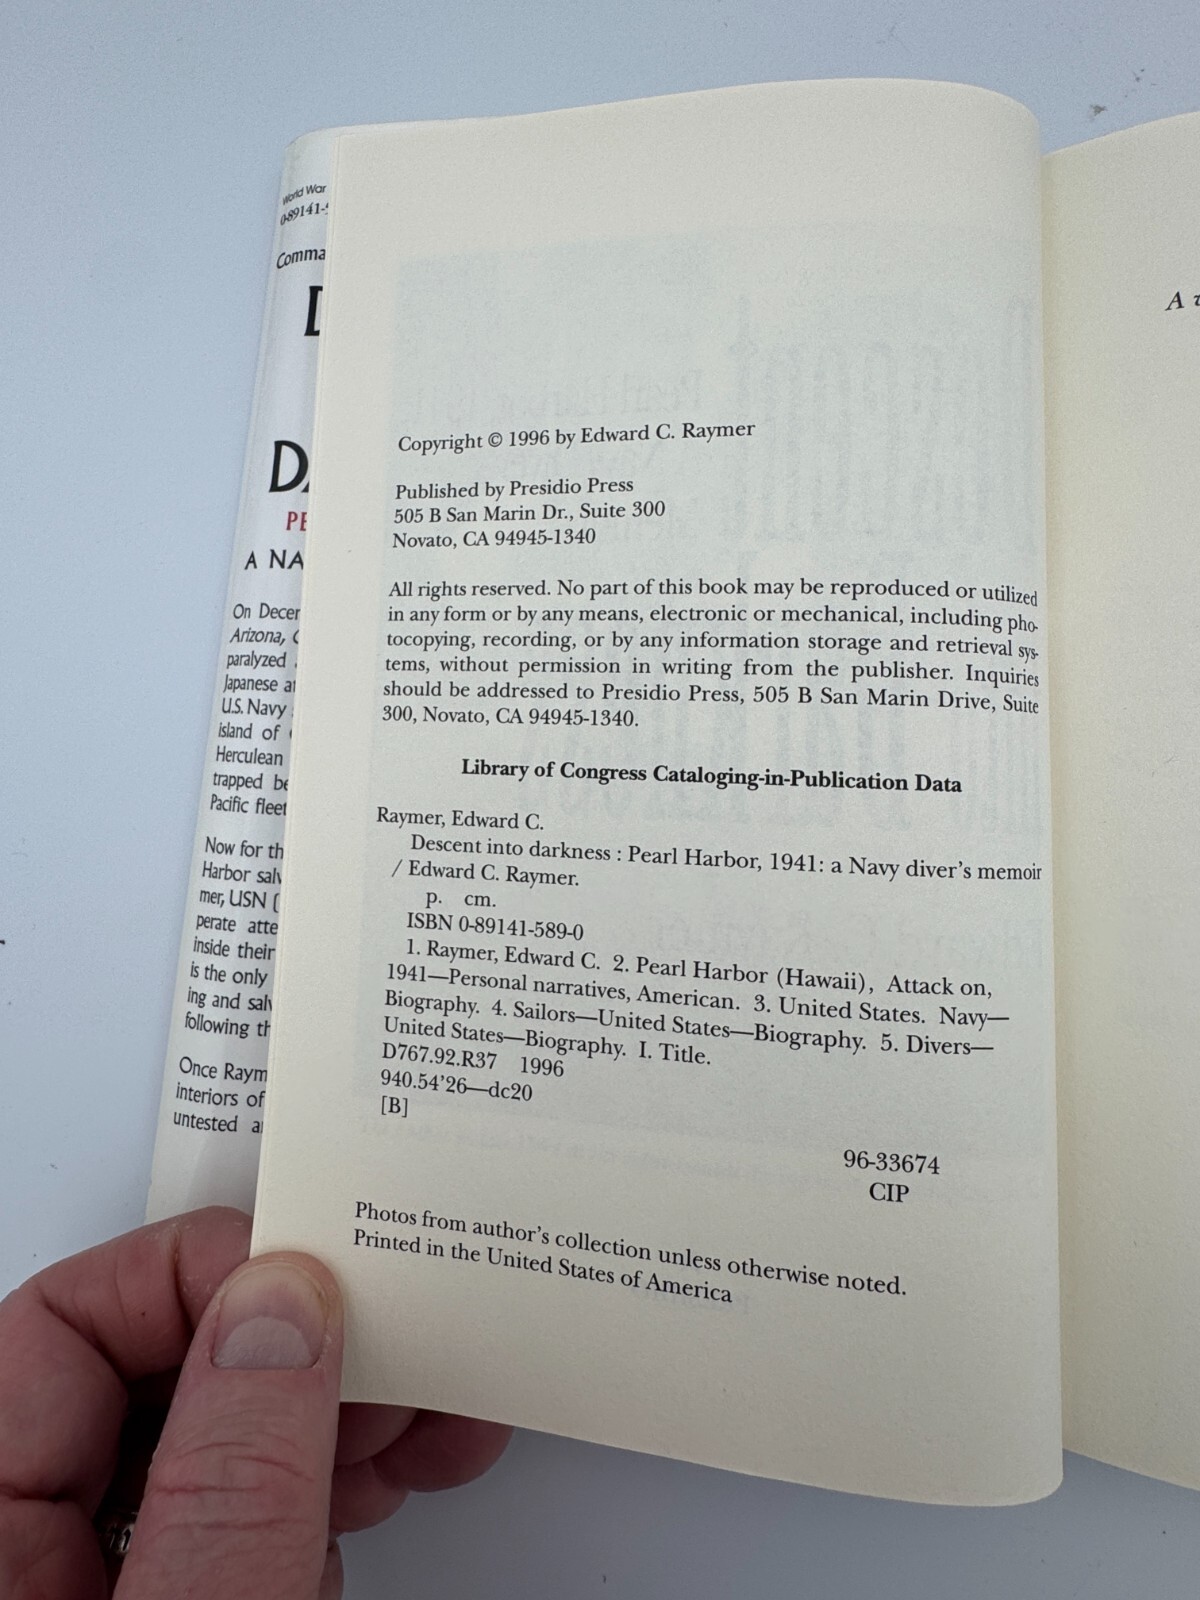 World War
0-89141-5
Comma
D
DA
PE
A NA
On Decem
Arizona, C
paralyzed
Japanese at
U.S. Navy
island of
Herculean
trapped be
Pacific fleet
Now for th
Harbor salv
mer, USN (
perate atte
inside their
is the only
ing and salv
following th
Once Raym
interiors of
untested a
Copyright © 1996 by Edward C. Raymer
Published by Presidio Press
505 B San Marin Dr., Suite 300
Novato, CA 94945-1340
All rights reserved. No part of this book may be reproduced or utilized
in any form or by any means, electronic or mechanical, including pho-
tocopying, recording, or by any information storage and retrieval sys-
tems, without permission in writing from the publisher. Inquiries
should be addressed to Presidio Press, 505 B San Marin Drive, Suite
300, Novato, CA 94945-1340.
Library of Congress Cataloging-in-Publication Data
Raymer, Edward C.
Descent into darkness : Pearl Harbor, 1941: a Navy diver's memoir
/ Edward C. Raymer.
p. cm.
ISBN 0-89141-589-0
1. Raymer, Edward C. 2. Pearl Harbor (Hawaii), Attack on,
1941—Personal narratives, American. 3. United States. Navy—
Biography. 4. Sailors—United States—Biography. 5. Divers—
United States—Biography. I. Title.
D767.92.R37 1996
940.54'26—dc20
[B]
96-33674
CIP
Photos from author's collection unless otherwise noted.
Printed in the United States of America
A